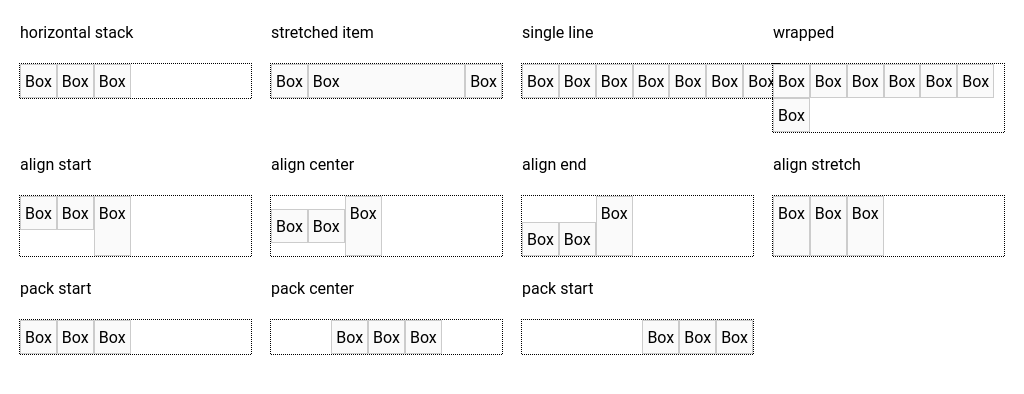 horizontal stack stretched item single line wrapped
Box Box Box Box Box Box Box Box Box Box Box Box Box Box Box Box Box Box Box
Box
align start align center align end align stretch
Box Box Box Box Box Box Box Box Box Box Box Box
pack start pack center pack start
Box Box Box Box Box Box Box Box Box